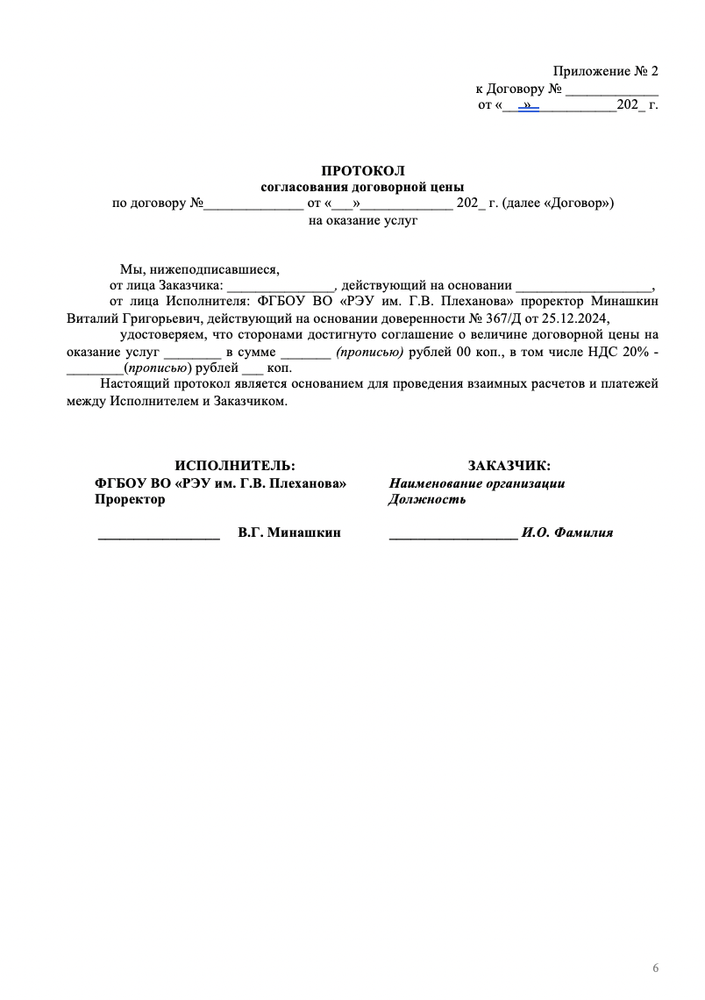 Приложение № 2
к Договору № _____________
от «___»____________202_ г.
ПРОТОКОЛ
согласования договорной цены
по договору №______________ от «___»_____________ 202_ г. (далее «Договор»)
на оказание услуг
Мы, нижеподписавшиеся,
от лица Заказчика: _______________, действующий на основании ___________________,
от лица Исполнителя: ФГБОУ ВО «РЭУ им. Г.В. Плеханова» проректор Минашкин
Виталий Григорьевич, действующий на основании доверенности № 367/Д от 25.12.2024,
удостоверяем, что сторонами достигнуто соглашение о величине договорной цены на
оказание услуг ________ в сумме _______ (прописью) рублей 00 коп., в том числе НДС 20% -
________(прописью) рублей ___ коп.
Настоящий протокол является основанием для проведения взаимных расчетов и платежей
между Исполнителем и Заказчиком.
ИСПОЛНИТЕЛЬ: ЗАКАЗЧИК:
ФГБОУ ВО «РЭУ им. Г.В. Плеханова» Наименование организации
Проректор Должность
_________________ В.Г. Минашкин __________________ И.О. Фамилия
6